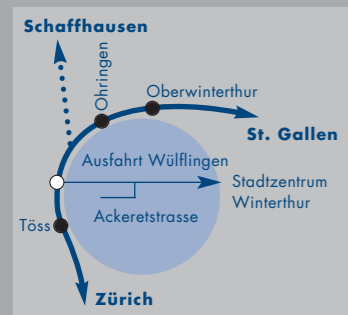 Schaffhausen
Ohringen
Oberwinterthur
St. Gallen
Ausfahrt Wülflingen
Stadtzentrum
Winterthur
Ackeretstrasse
Töss
Zürich